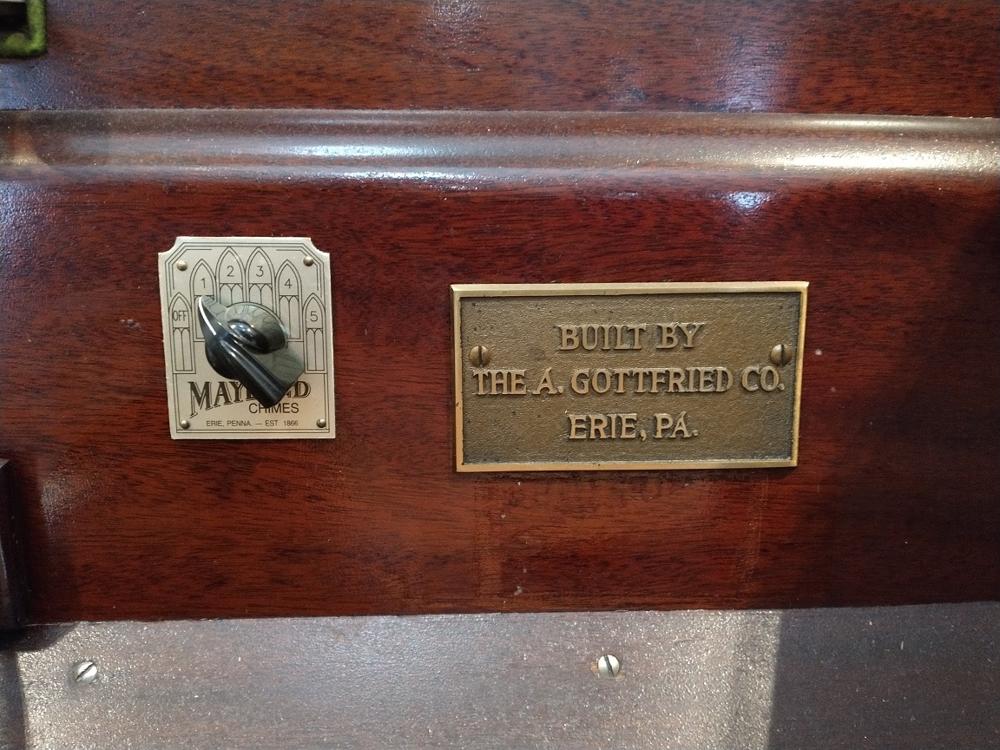 OFF 1 2 3 4 5
CHIMES
ERIE, PENNA. — EST 1866
BUILT BY
THE A. GOTTFRIED CO.
ERIE, PA.